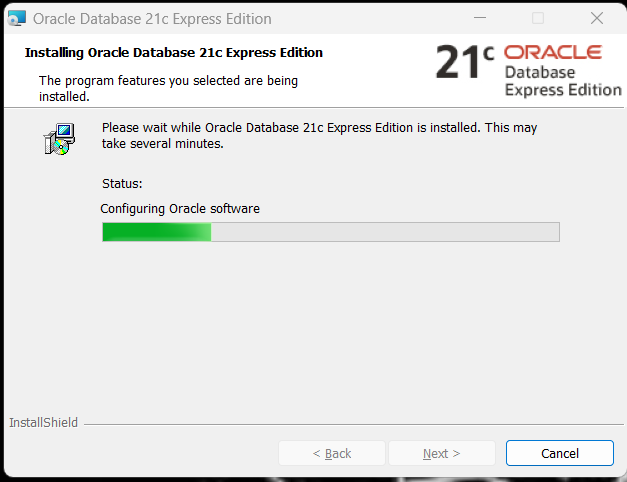 Oracle Database 21c Express Edition
Installing Oracle Database 21c Express Edition
The program features you selected are being
installed.
21c ORACLE
Database
Express Edition
Please wait while Oracle Database 21c Express Edition is installed. This may
take several minutes.
Status:
Configuring Oracle software
InstallShield
< Back
Next >
Cancel